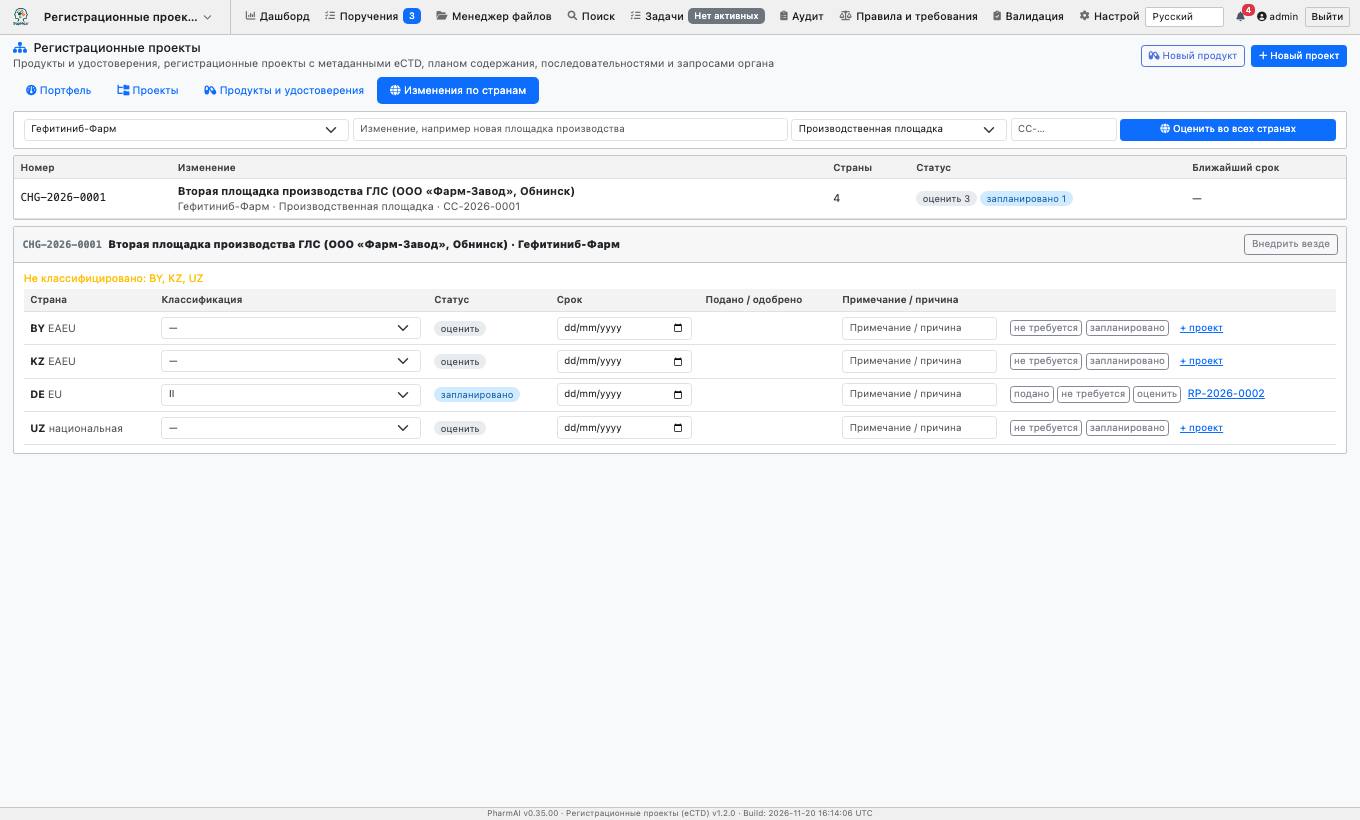 Регистрационные проек... Дашборд Поручения 3 Менеджер файлов Поиск Задачи Нет активных Аудит Правила и требования Валидация Настрой Русский 4 admin Выйти
Регистрационные проекты
Продукты и удостоверения, регистрационные проекты с метаданными eCTD, планом содержания, последовательностями и запросами органа
Новый продукт + Новый проект
Портфель Проекты Продукты и удостоверения Изменения по странам
Гефитиниб-Фарм Изменение, например новая площадка производства Производственная площадка CC-... Оценить во всех странах
Номер Изменение Страны Статус Ближайший срок
CHG-2026-0001 Вторая площадка производства ГЛС (ООО «Фарм-Завод», Обнинск) 4 оценить 3 запланировано 1 —
Гефитиниб-Фарм · Производственная площадка · CC-2026-0001
CHG-2026-0001 Вторая площадка производства ГЛС (ООО «Фарм-Завод», Обнинск) · Гефитиниб-Фарм Внедрить везде
Не классифицировано: BY, KZ, UZ
Страна Классификация Статус Срок Подано / одобрено Примечание / причина
BY EAEU — оценить dd/mm/yyyy Примечание / причина не требуется запланировано + проект
KZ EAEU — оценить dd/mm/yyyy Примечание / причина не требуется запланировано + проект
DE EU II запланировано dd/mm/yyyy Примечание / причина подано не требуется оценить RP-2026-0002
UZ национальная — оценить dd/mm/yyyy Примечание / причина не требуется запланировано + проект
PharmAI v0.35.00 · Регистрационные проекты (eCTD) v1.2.0 · Build: 2026-11-20 16:14:06 UTC